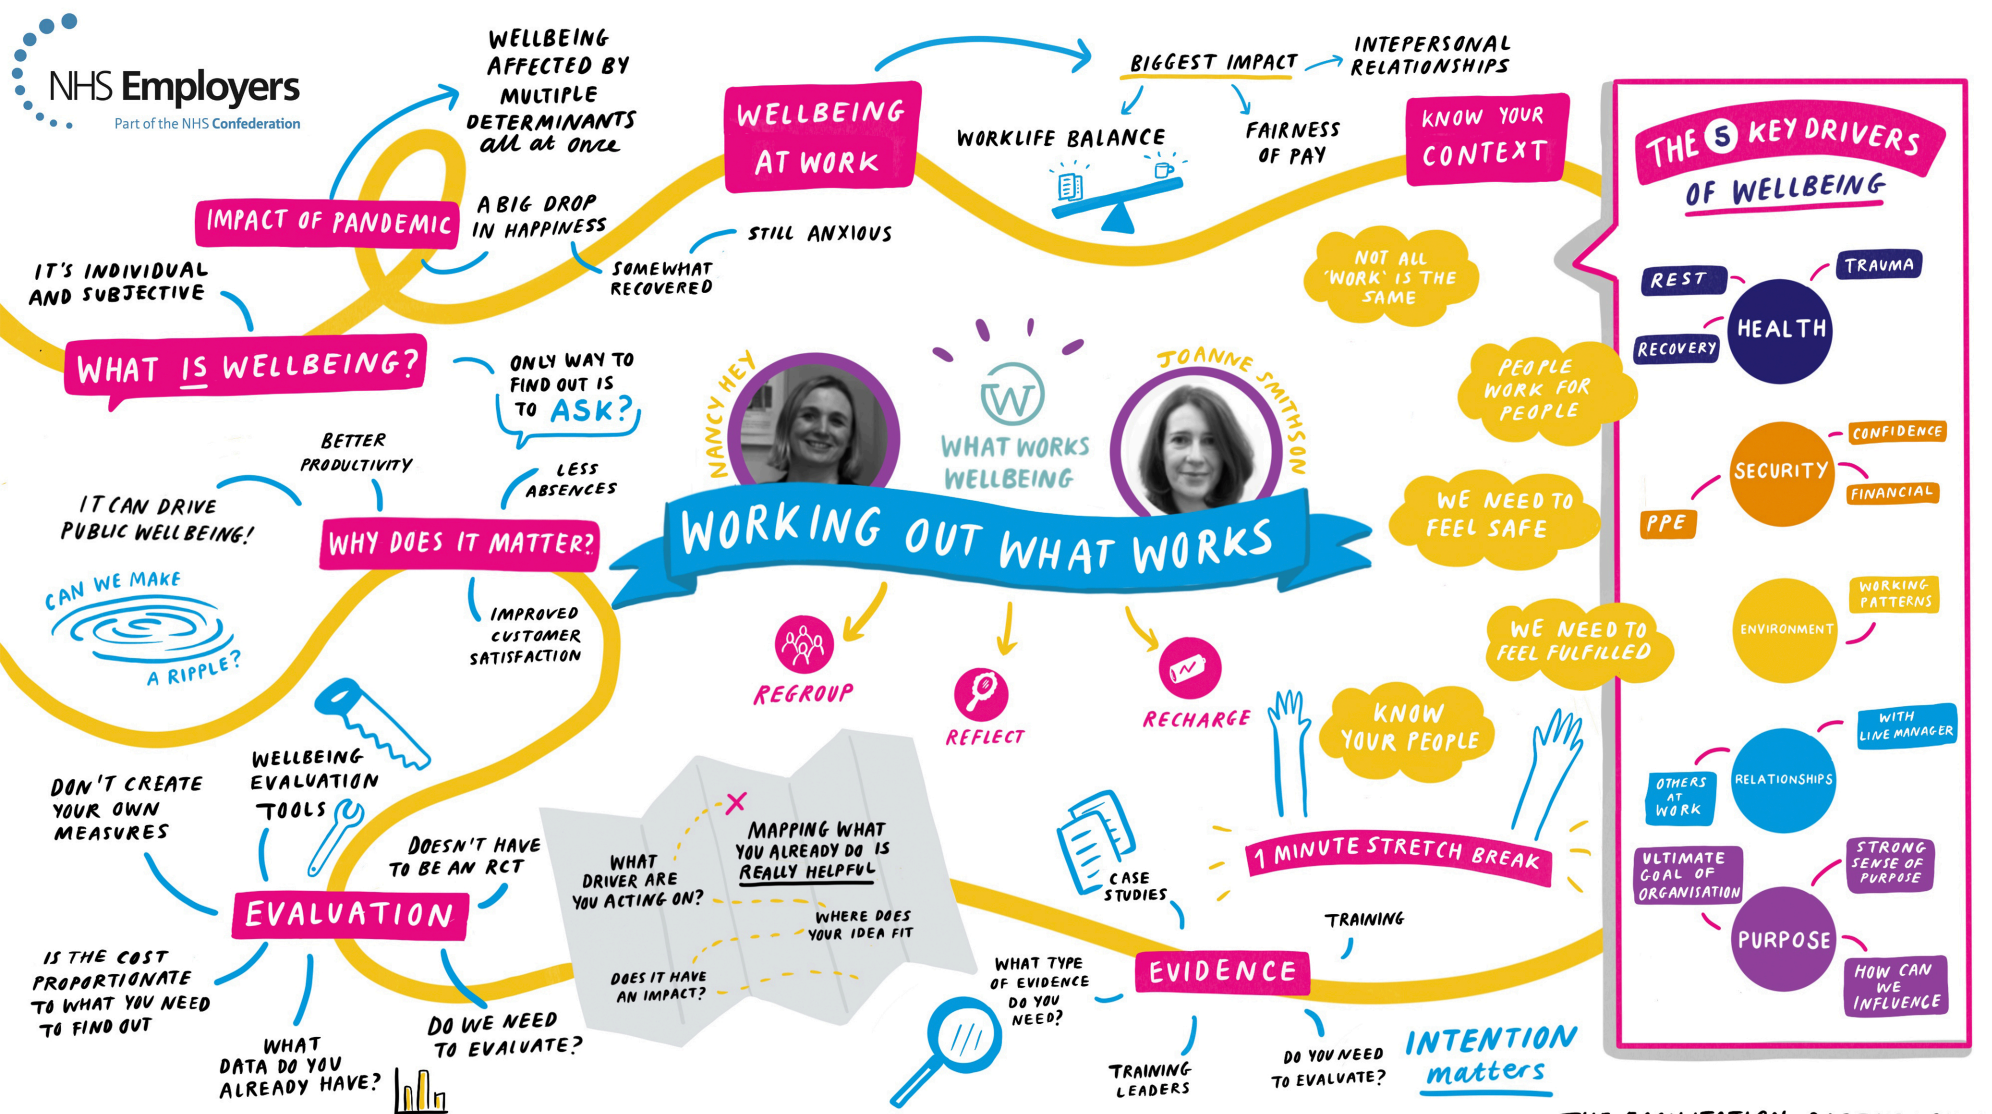 NHS Employers
Part of the NHS Confederation
WELLBEING
AFFECTED BY
MULTIPLE
DETERMINANTS
all at once
IMPACT OF PANDEMIC
A BIG DROP
IN HAPPINESS
SOMEWHAT
RECOVERED
STILL ANXIOUS
IT'S INDIVIDUAL
AND SUBJECTIVE
WHAT IS WELLBEING?
ONLY WAY TO
FIND OUT IS
TO ASK?
WELLBEING
AT WORK
BIGGEST IMPACT
INTEPERSONAL
RELATIONSHIPS
WORKLIFE BALANCE
FAIRNESS
OF PAY
KNOW YOUR
CONTEXT
NOT ALL
'WORK' IS THE
SAME
PEOPLE
WORK FOR
PEOPLE
WE NEED TO
FEEL SAFE
WE NEED TO
FEEL FULFILLED
KNOW
YOUR PEOPLE
THE 5 KEY DRIVERS
OF WELLBEING
REST
TRAUMA
HEALTH
RECOVERY
CONFIDENCE
SECURITY
FINANCIAL
PPE
WORKING
PATTERNS
ENVIRONMENT
WITH
LINE MANAGER
RELATIONSHIPS
OTHERS
AT
WORK
ULTIMATE
GOAL OF
ORGANISATION
STRONG
SENSE OF
PURPOSE
PURPOSE
HOW CAN
WE
INFLUENCE
BETTER
PRODUCTIVITY
LESS
ABSENCES
IT CAN DRIVE
PUBLIC WELLBEING!
WHY DOES IT MATTER?
CAN WE MAKE
A RIPPLE?
IMPROVED
CUSTOMER
SATISFACTION
NANCY HEY
W
WHAT WORKS
WELLBEING
JOANNE SMITHSON
WORKING OUT WHAT WORKS
REGROUP
REFLECT
RECHARGE
WELLBEING
EVALUATION
TOOLS
DON'T CREATE
YOUR OWN
MEASURES
DOESN'T HAVE
TO BE AN RCT
EVALUATION
IS THE COST
PROPORTIONATE
TO WHAT YOU NEED
TO FIND OUT
WHAT
DATA DO YOU
ALREADY HAVE?
DO WE NEED
TO EVALUATE?
MAPPING WHAT
YOU ALREADY DO IS
REALLY HELPFUL
WHAT
DRIVER ARE
YOU ACTING ON?
WHERE DOES
YOUR IDEA FIT
DOES IT HAVE
AN IMPACT?
1 MINUTE STRETCH BREAK
CASE
STUDIES
TRAINING
EVIDENCE
WHAT TYPE
OF EVIDENCE
DO YOU
NEED?
TRAINING
LEADERS
DO YOU NEED
TO EVALUATE?
INTENTION
matters